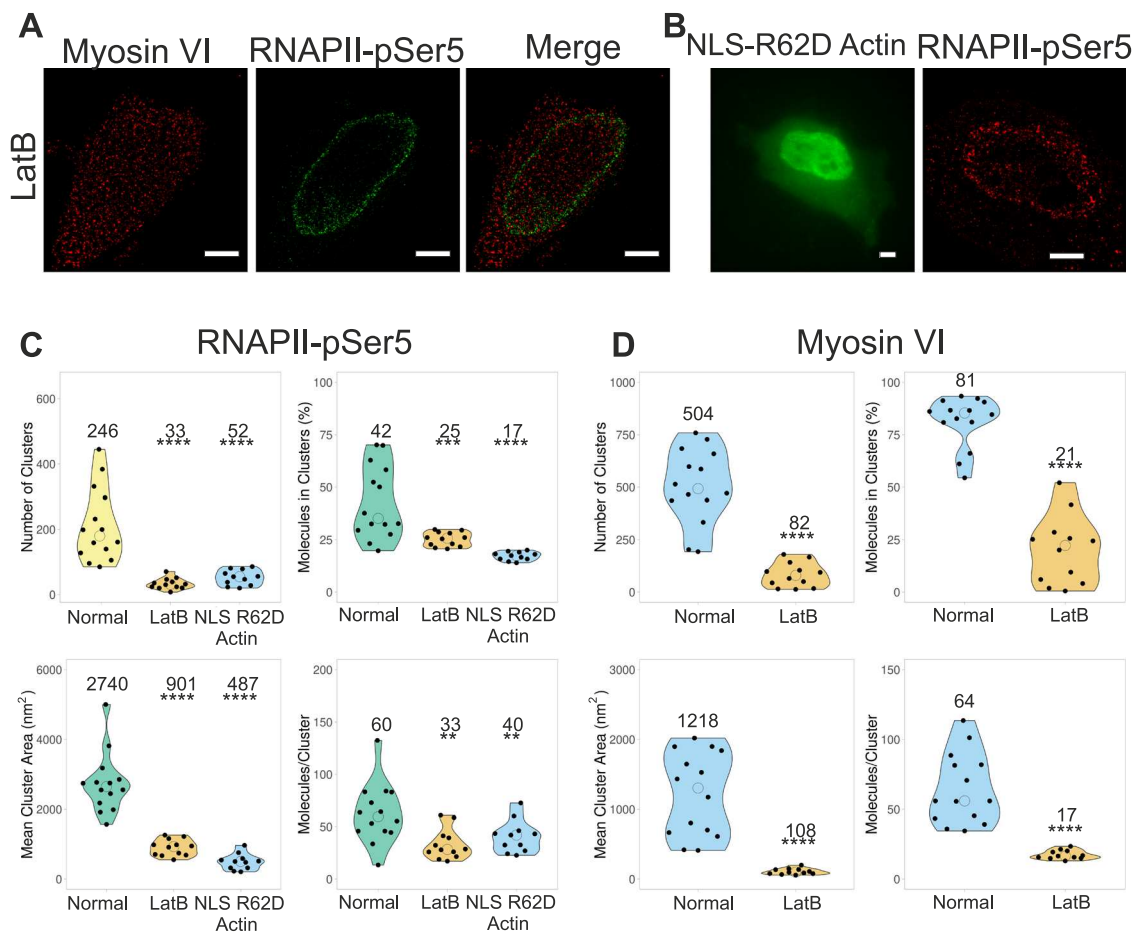 A
B
Myosin VI
RNAPII-pSer5
Merge
NLS-R62D Actin
RNAPII-pSer5
LatB
C
RNAPII-pSer5
D
Myosin VI
Number of Clusters
600
400
200
0
246
33
****
52
****
Normal
LatB
NLS R62D
Actin
Molecules in Clusters (%)
100
75
50
25
0
42
25
***
17
****
Normal
LatB
NLS R62D
Actin
Number of Clusters
1000
750
500
250
0
504
82
****
Normal
LatB
Molecules in Clusters (%)
100
75
50
25
0
81
21
****
Normal
LatB
Mean Cluster Area (nm²)
6000
4000
2000
0
2740
901
****
487
****
Normal
LatB
NLS R62D
Actin
Molecules/Cluster
200
150
100
50
0
60
33
**
40
**
Normal
LatB
NLS R62D
Actin
Mean Cluster Area (nm²)
3000
2000
1000
0
1218
108
****
Normal
LatB
Molecules/Cluster
150
100
50
0
64
17
****
Normal
LatB